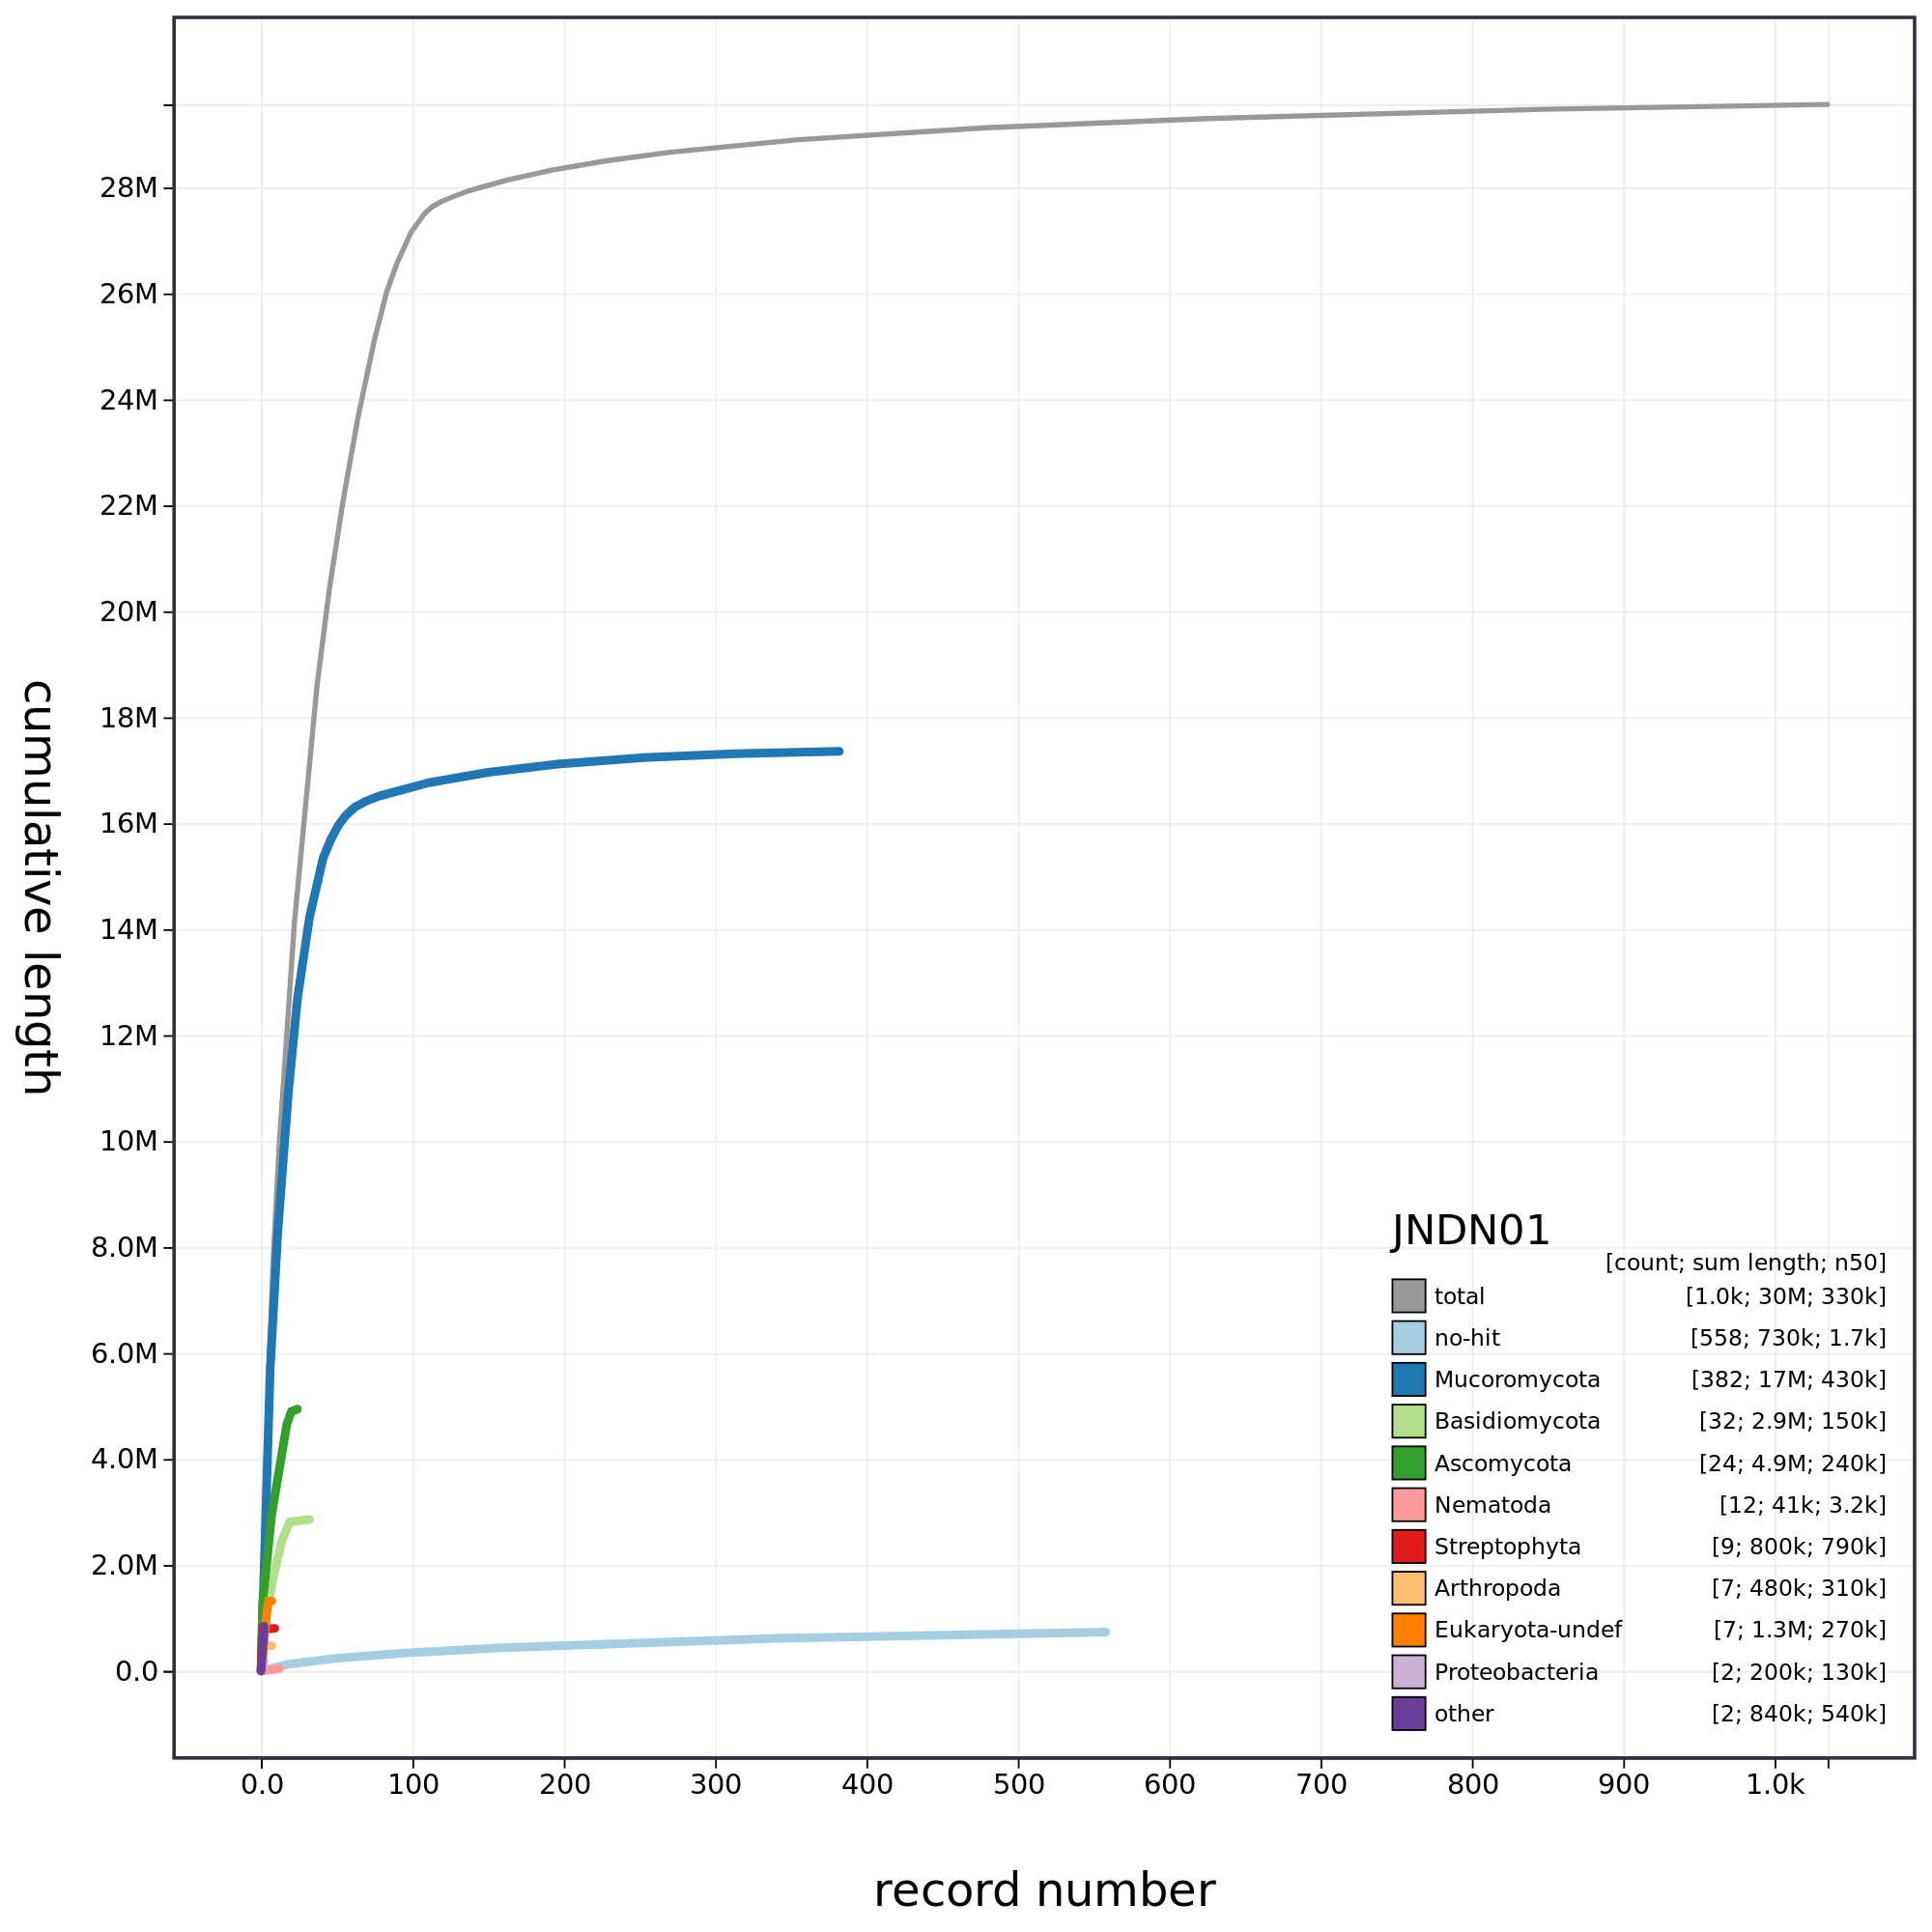 cumulative length
28M
26M
24M
22M
20M
18M
16M
14M
12M
10M
8.0M
6.0M
4.0M
2.0M
0.0
JNDN01
[count; sum length; n50]
total [1.0k; 30M; 330k]
no-hit [558; 730k; 1.7k]
Mucoromycota [382; 17M; 430k]
Basidiomycota [32; 2.9M; 150k]
Ascomycota [24; 4.9M; 240k]
Nematoda [12; 41k; 3.2k]
Streptophyta [9; 800k; 790k]
Arthropoda [7; 480k; 310k]
Eukaryota-undef [7; 1.3M; 270k]
Proteobacteria [2; 200k; 130k]
other [2; 840k; 540k]
0.0 100 200 300 400 500 600 700 800 900 1.0k
record number